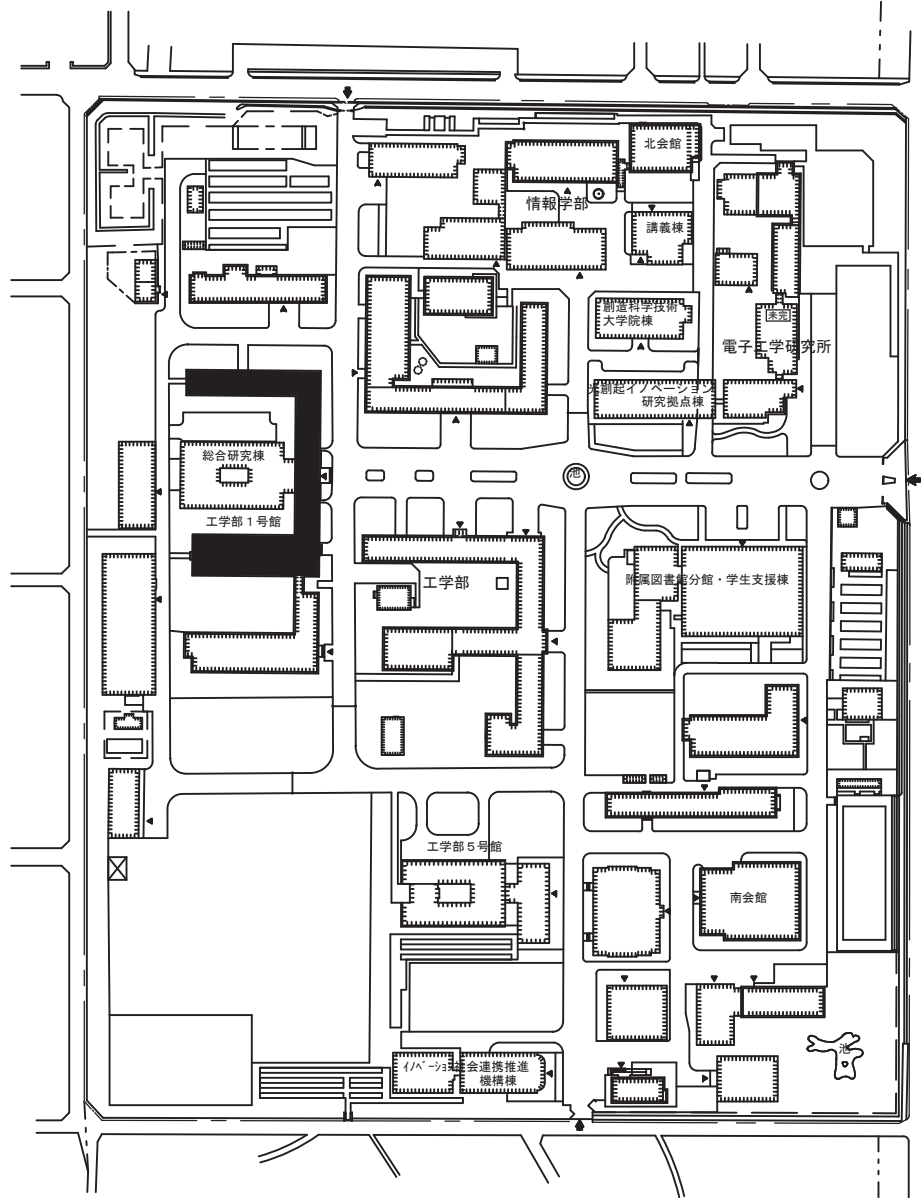 北会館
情報学部
講義棟
創造科学技術
大学院棟
未完
電子工学研究所
光創起イノベーション
研究拠点棟
総合研究棟
池
工学部1号館
工学部
附属図書館分館・学生支援棟
工学部5号館
南会館
池
イノベーション社会連携推進
機構棟